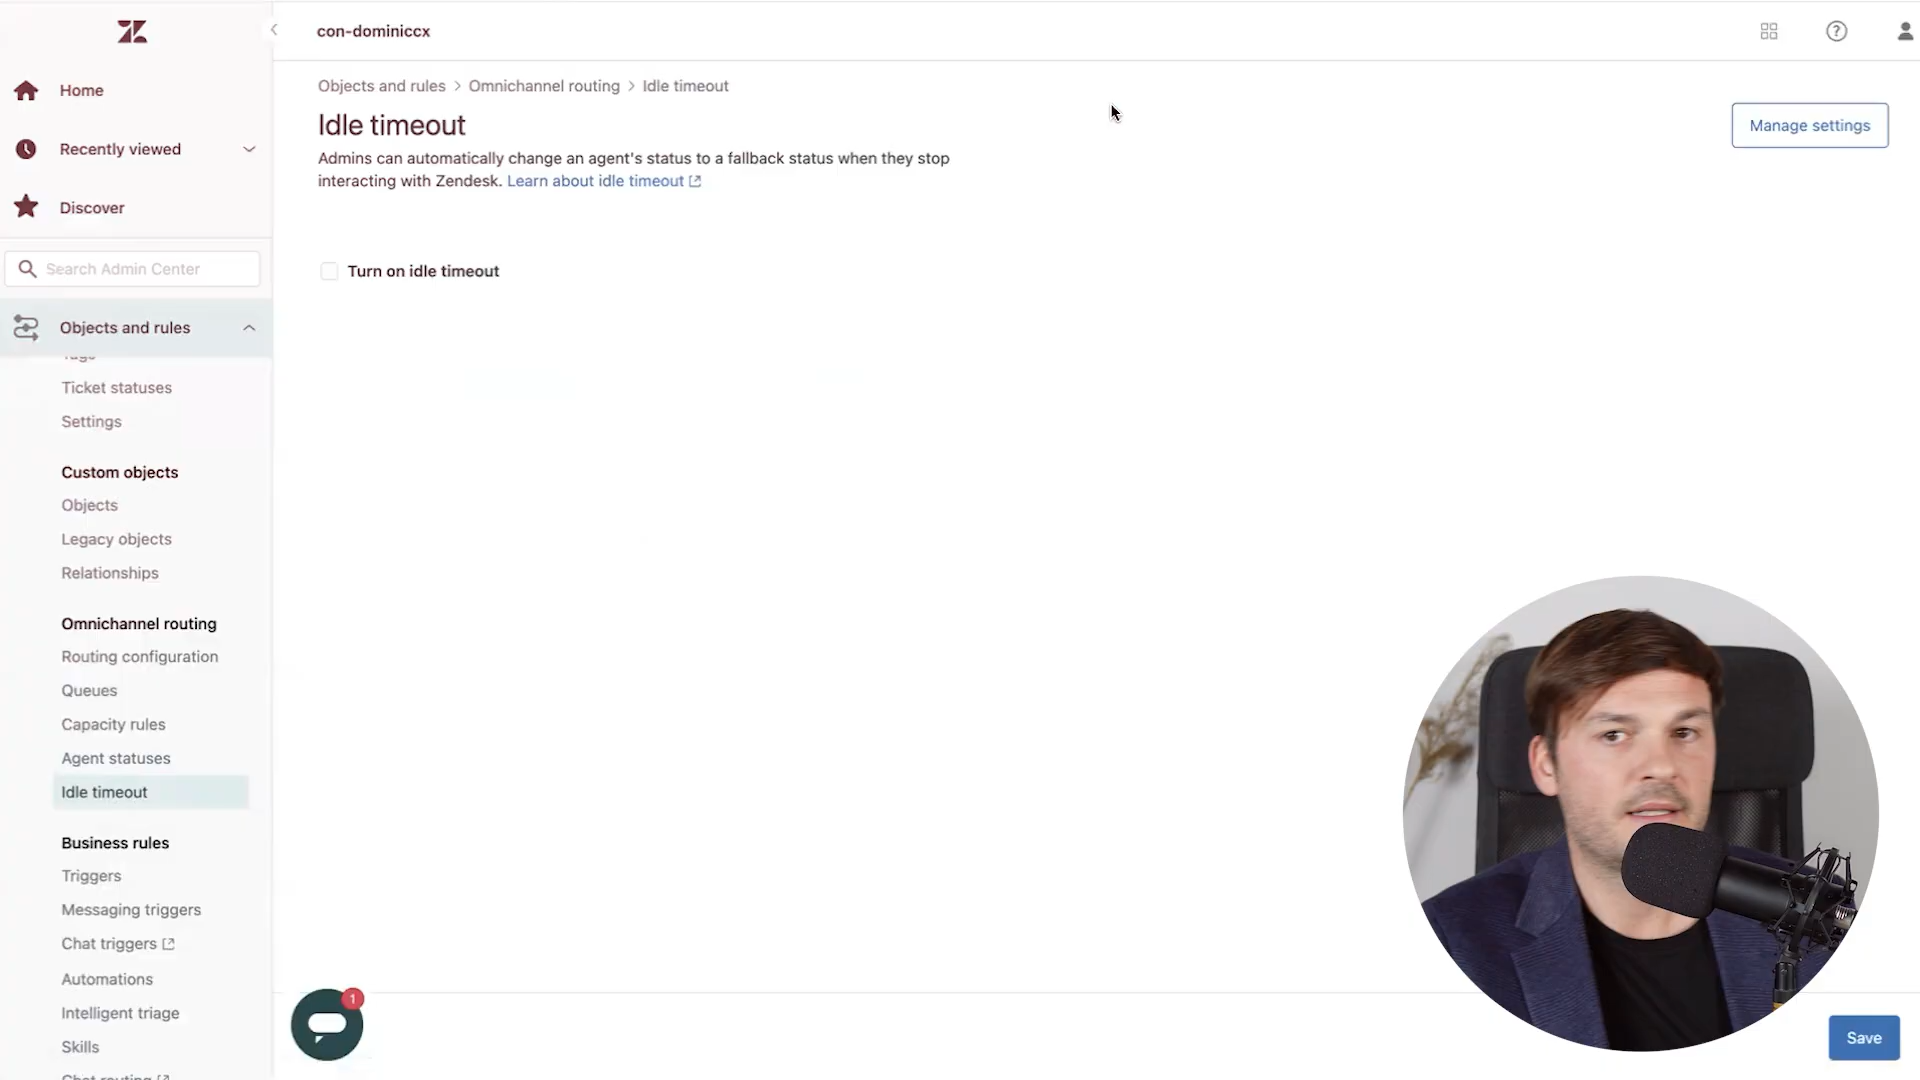 con-dominiccx
Home
Recently viewed
Discover
Search Admin Center
Objects and rules
Tags
Ticket statuses
Settings
Custom objects
Objects
Legacy objects
Relationships
Omnichannel routing
Routing configuration
Queues
Capacity rules
Agent statuses
Idle timeout
Business rules
Triggers
Messaging triggers
Chat triggers
Automations
Intelligent triage
Skills
Chat routing
Objects and rules > Omnichannel routing > Idle timeout
Idle timeout
Manage settings
Admins can automatically change an agent's status to a fallback status when they stop
interacting with Zendesk. Learn about idle timeout
Turn on idle timeout
1
Save